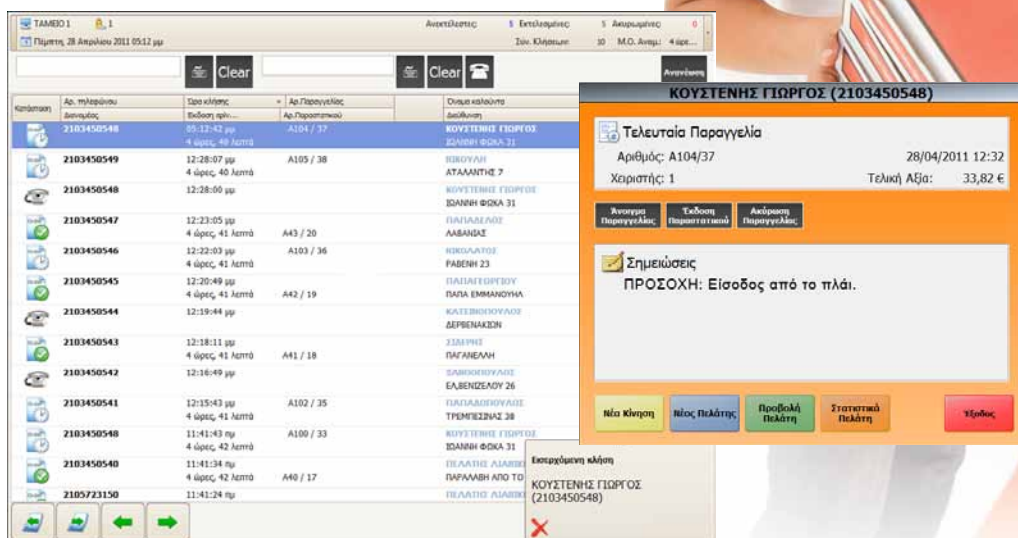 ΤΑΜΕΙΟ 1 1 Ανεκτέλεστες: 5 Εκτελεσμένες: 5 Ακυρωμένες: 0
Πέμπτη, 28 Απριλίου 2011 05:12 μμ Συν. Κλήσεων: 10 Μ.Ο. Αναμ.: 4 ώρε...
Clear Clear Ανανέωση
Κατάσταση Αρ. τηλεφώνου Ώρα κλήσης Αρ.Παραγγελίας Όνομα καλούντα
Διανομέας Έκδοση πριν... Αρ.Παραστατικού Διεύθυνση
2103450548 05:12:42 μμ A104 / 37 ΚΟΥΣΤΕΝΗΣ ΓΙΩΡΓΟΣ
4 ώρες, 40 λεπτά ΙΩΑΝΝΗ ΦΩΚΑ 31
2103450549 12:28:07 μμ A105 / 38
4 ώρες, 40 λεπτά ΑΤΑΛΑΝΤΗΣ 7
2103450548 12:28:00 μμ ΚΟΥΣΤΕΝΗΣ ΓΙΩΡΓΟΣ
ΙΩΑΝΝΗ ΦΩΚΑ 31
2103450547 12:23:05 μμ ΠΑΠΑΔΕΛΟΣ
4 ώρες, 41 λεπτά A43 / 20 ΛΑΒΑΝΙΑΣ
2103450546 12:22:03 μμ A103 / 36
4 ώρες, 41 λεπτά ΡΑΒΕΝΗ 23
2103450545 12:20:49 μμ ΠΑΠΑΓΕΩΡΓΙΟΥ
4 ώρες, 41 λεπτά A42 / 19 ΠΑΠΑ ΕΜΜΑΝΟΥΗΛ
2103450544 12:19:44 μμ
ΔΕΡΒΕΝΑΚΙΩΝ
2103450543 12:18:11 μμ
4 ώρες, 41 λεπτά A41 / 18 ΠΑΓΑΝΕΛΛΗ
2103450542 12:16:49 μμ
ΕΛ.ΒΕΝΙΖΕΛΟΥ 26
2103450541 12:15:43 μμ A102 / 35 ΠΑΠΑΔΟΠΟΥΛΟΣ
4 ώρες, 41 λεπτά ΤΡΕΜΠΕΣΙΝΑΣ 38
2103450548 11:41:43 πμ A100 / 33 ΚΟΥΣΤΕΝΗΣ ΓΙΩΡΓΟΣ
4 ώρες, 42 λεπτά ΙΩΑΝΝΗ ΦΩΚΑ 31
2103450540 11:41:34 πμ ΠΕΛΑΤΗΣ
4 ώρες, 42 λεπτά A40 / 17 ΠΑΡΑΛΑΒΗ ΑΠΟ ΤΟ
2105723150 11:41:24 πμ ΠΕΛΑΤΗΣ
Εισερχόμενη κλήση
ΚΟΥΣΤΕΝΗΣ ΓΙΩΡΓΟΣ
(2103450548)
ΚΟΥΣΤΕΝΗΣ ΓΙΩΡΓΟΣ (2103450548)
Τελευταία Παραγγελία
Αριθμός: A104/37 28/04/2011 12:32
Χειριστής: 1 Τελική Αξία: 33,82 €
Άνοιγμα Έκδοση Ακύρωση
Παραγγελίας Παραστατικού Παραγγελίας
Σημειώσεις
ΠΡΟΣΟΧΗ: Είσοδος από το πλάι.
Νέα Κίνηση Νέος Πελάτης Προβολή Στατιστικά Έξοδος
Πελάτη Πελάτη